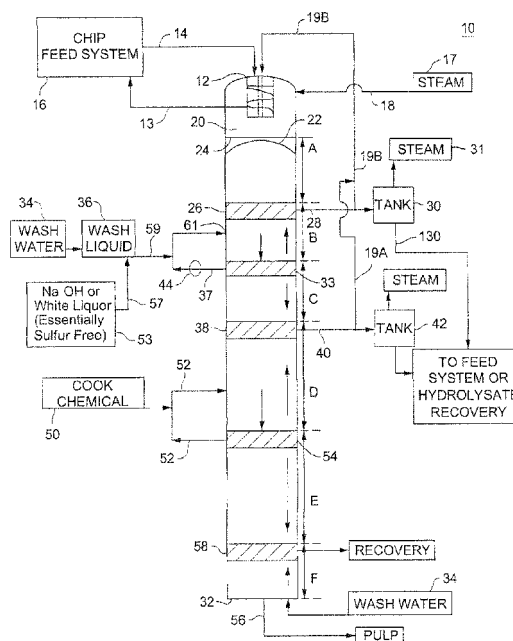 10
CHIP
FEED SYSTEM
16
14
13
12
19B
17
STEAM
18
20
22
24
A
19B
STEAM
31
TANK
30
26
28
130
34
WASH
WATER
36
WASH
LIQUID
59
61
B
44
37
33
19A
57
Na OH or
White Liquor
(Essentially
Sulfur Free)
53
C
38
40
STEAM
TANK
42
TO FEED
SYSTEM OR
HYDROLYSATE
RECOVERY
D
COOK
CHEMICAL
50
52
52
54
E
58
RECOVERY
F
32
34
WASH WATER
56
PULP